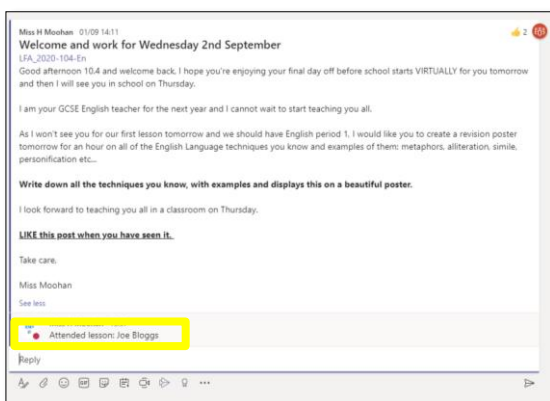 Miss H Moohan 01/09 14:11
2
Welcome and work for Wednesday 2nd September
LFA_2020-104-En
Good afternoon 10.4 and welcome back, I hope you're enjoying your final day off before school starts VIRTUALLY for you tomorrow
and then I will see you in school on Thursday.
I am your GCSE English teacher for the next year and I cannot wait to start teaching you all.
As I won't see you for our first lesson tomorrow and we should have English period 1, I would like you to create a revision poster
tomorrow for an hour on all of the English Language techniques you know and examples of them: metaphors, alliteration, simile,
personification etc...
Write down all the techniques you know, with examples and displays this on a beautiful poster.
I look forward to teaching you all in a classroom on Thursday.
LIKE this post when you have seen it.
Take care,
Miss Moohan
See less
Attended lesson: Joe Bloggs
Reply